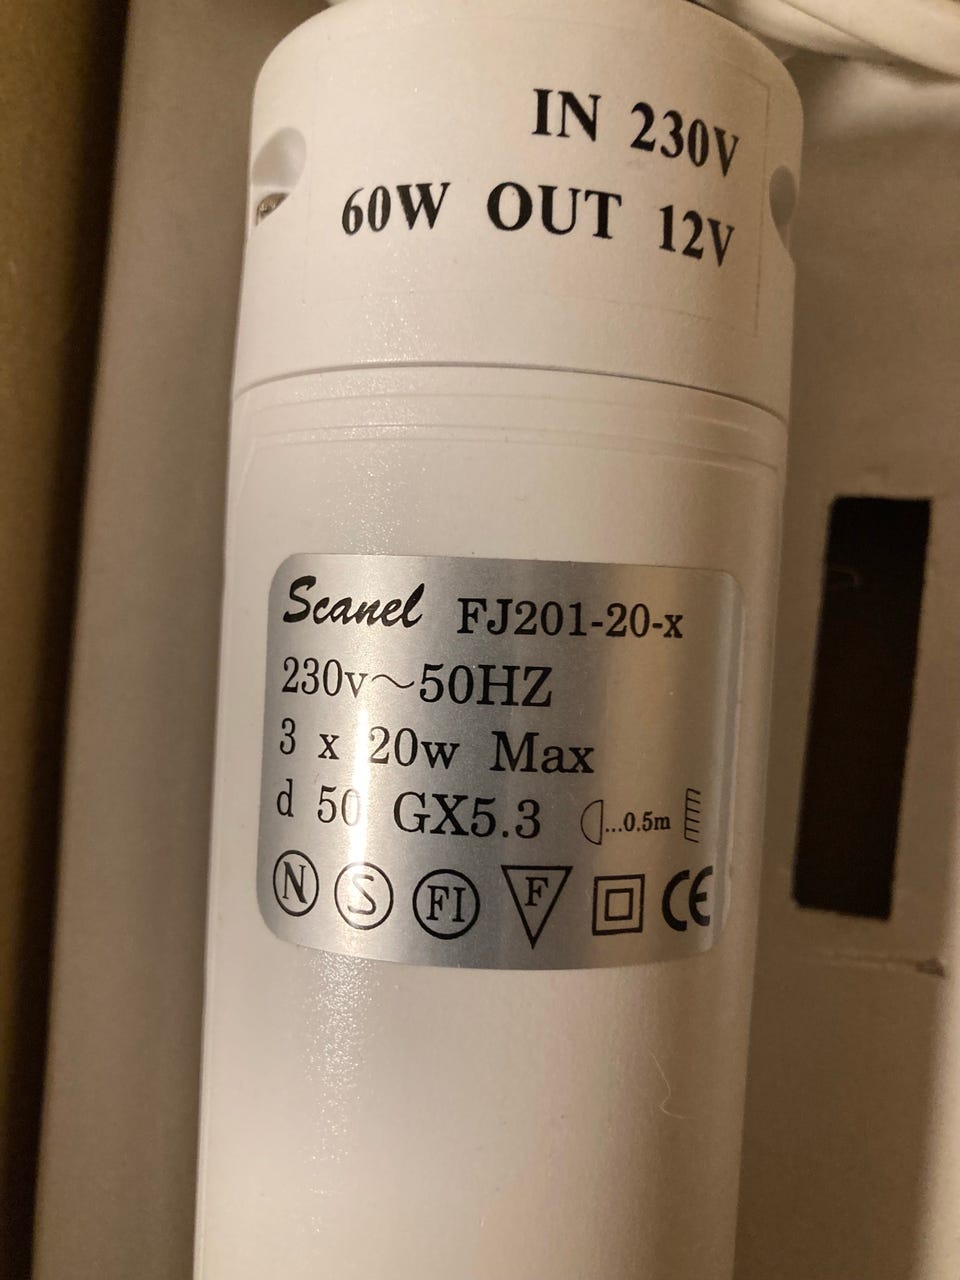 IN 230V
60W OUT 12V
Scanel FJ201-20-x
230v~50HZ
3 x 20w Max
d 50 GX5.3 ...0.5m
N S FI F CE